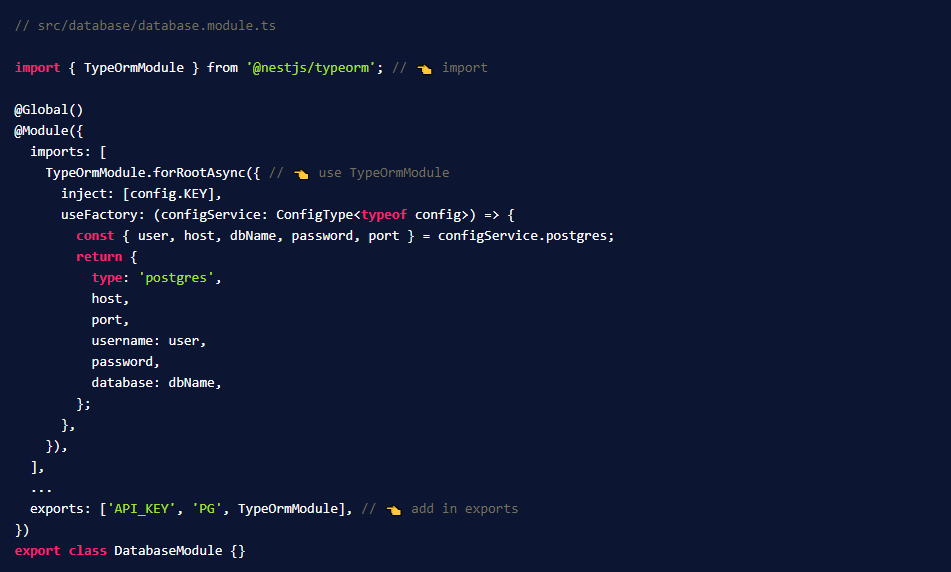 // src/database/database.module.ts
import { TypeOrmModule } from '@nestjs/typeorm'; // 👈 import
@Global()
@Module({
  imports: [
    TypeOrmModule.forRootAsync({ // 👈 use TypeOrmModule
      inject: [config.KEY],
      useFactory: (configService: ConfigType<typeof config>) => {
        const { user, host, dbName, password, port } = configService.postgres;
        return {
          type: 'postgres',
          host,
          port,
          username: user,
          password,
          database: dbName,
        };
      },
    }),
  ],
  ...
  exports: ['API_KEY', 'PG', TypeOrmModule], // 👈 add in exports
})
export class DatabaseModule {}